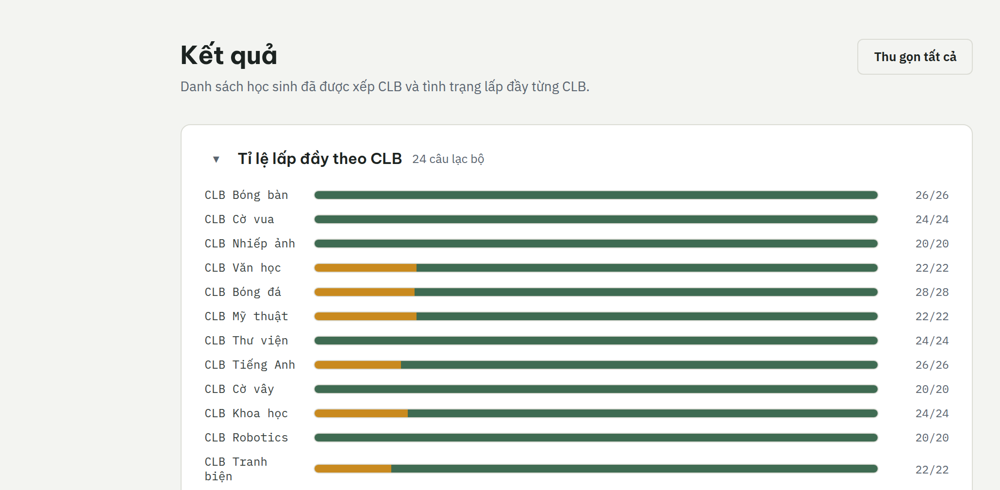 Kết quả
Thu gọn tất cả
Danh sách học sinh đã được xếp CLB và tình trạng lấp đầy từng CLB.
▼ Tỉ lệ lấp đầy theo CLB 24 câu lạc bộ
CLB Bóng bàn 26/26
CLB Cờ vua 24/24
CLB Nhiếp ảnh 20/20
CLB Văn học 22/22
CLB Bóng đá 28/28
CLB Mỹ thuật 22/22
CLB Thư viện 24/24
CLB Tiếng Anh 26/26
CLB Cờ vây 20/20
CLB Khoa học 24/24
CLB Robotics 20/20
CLB Tranh
biện 22/22